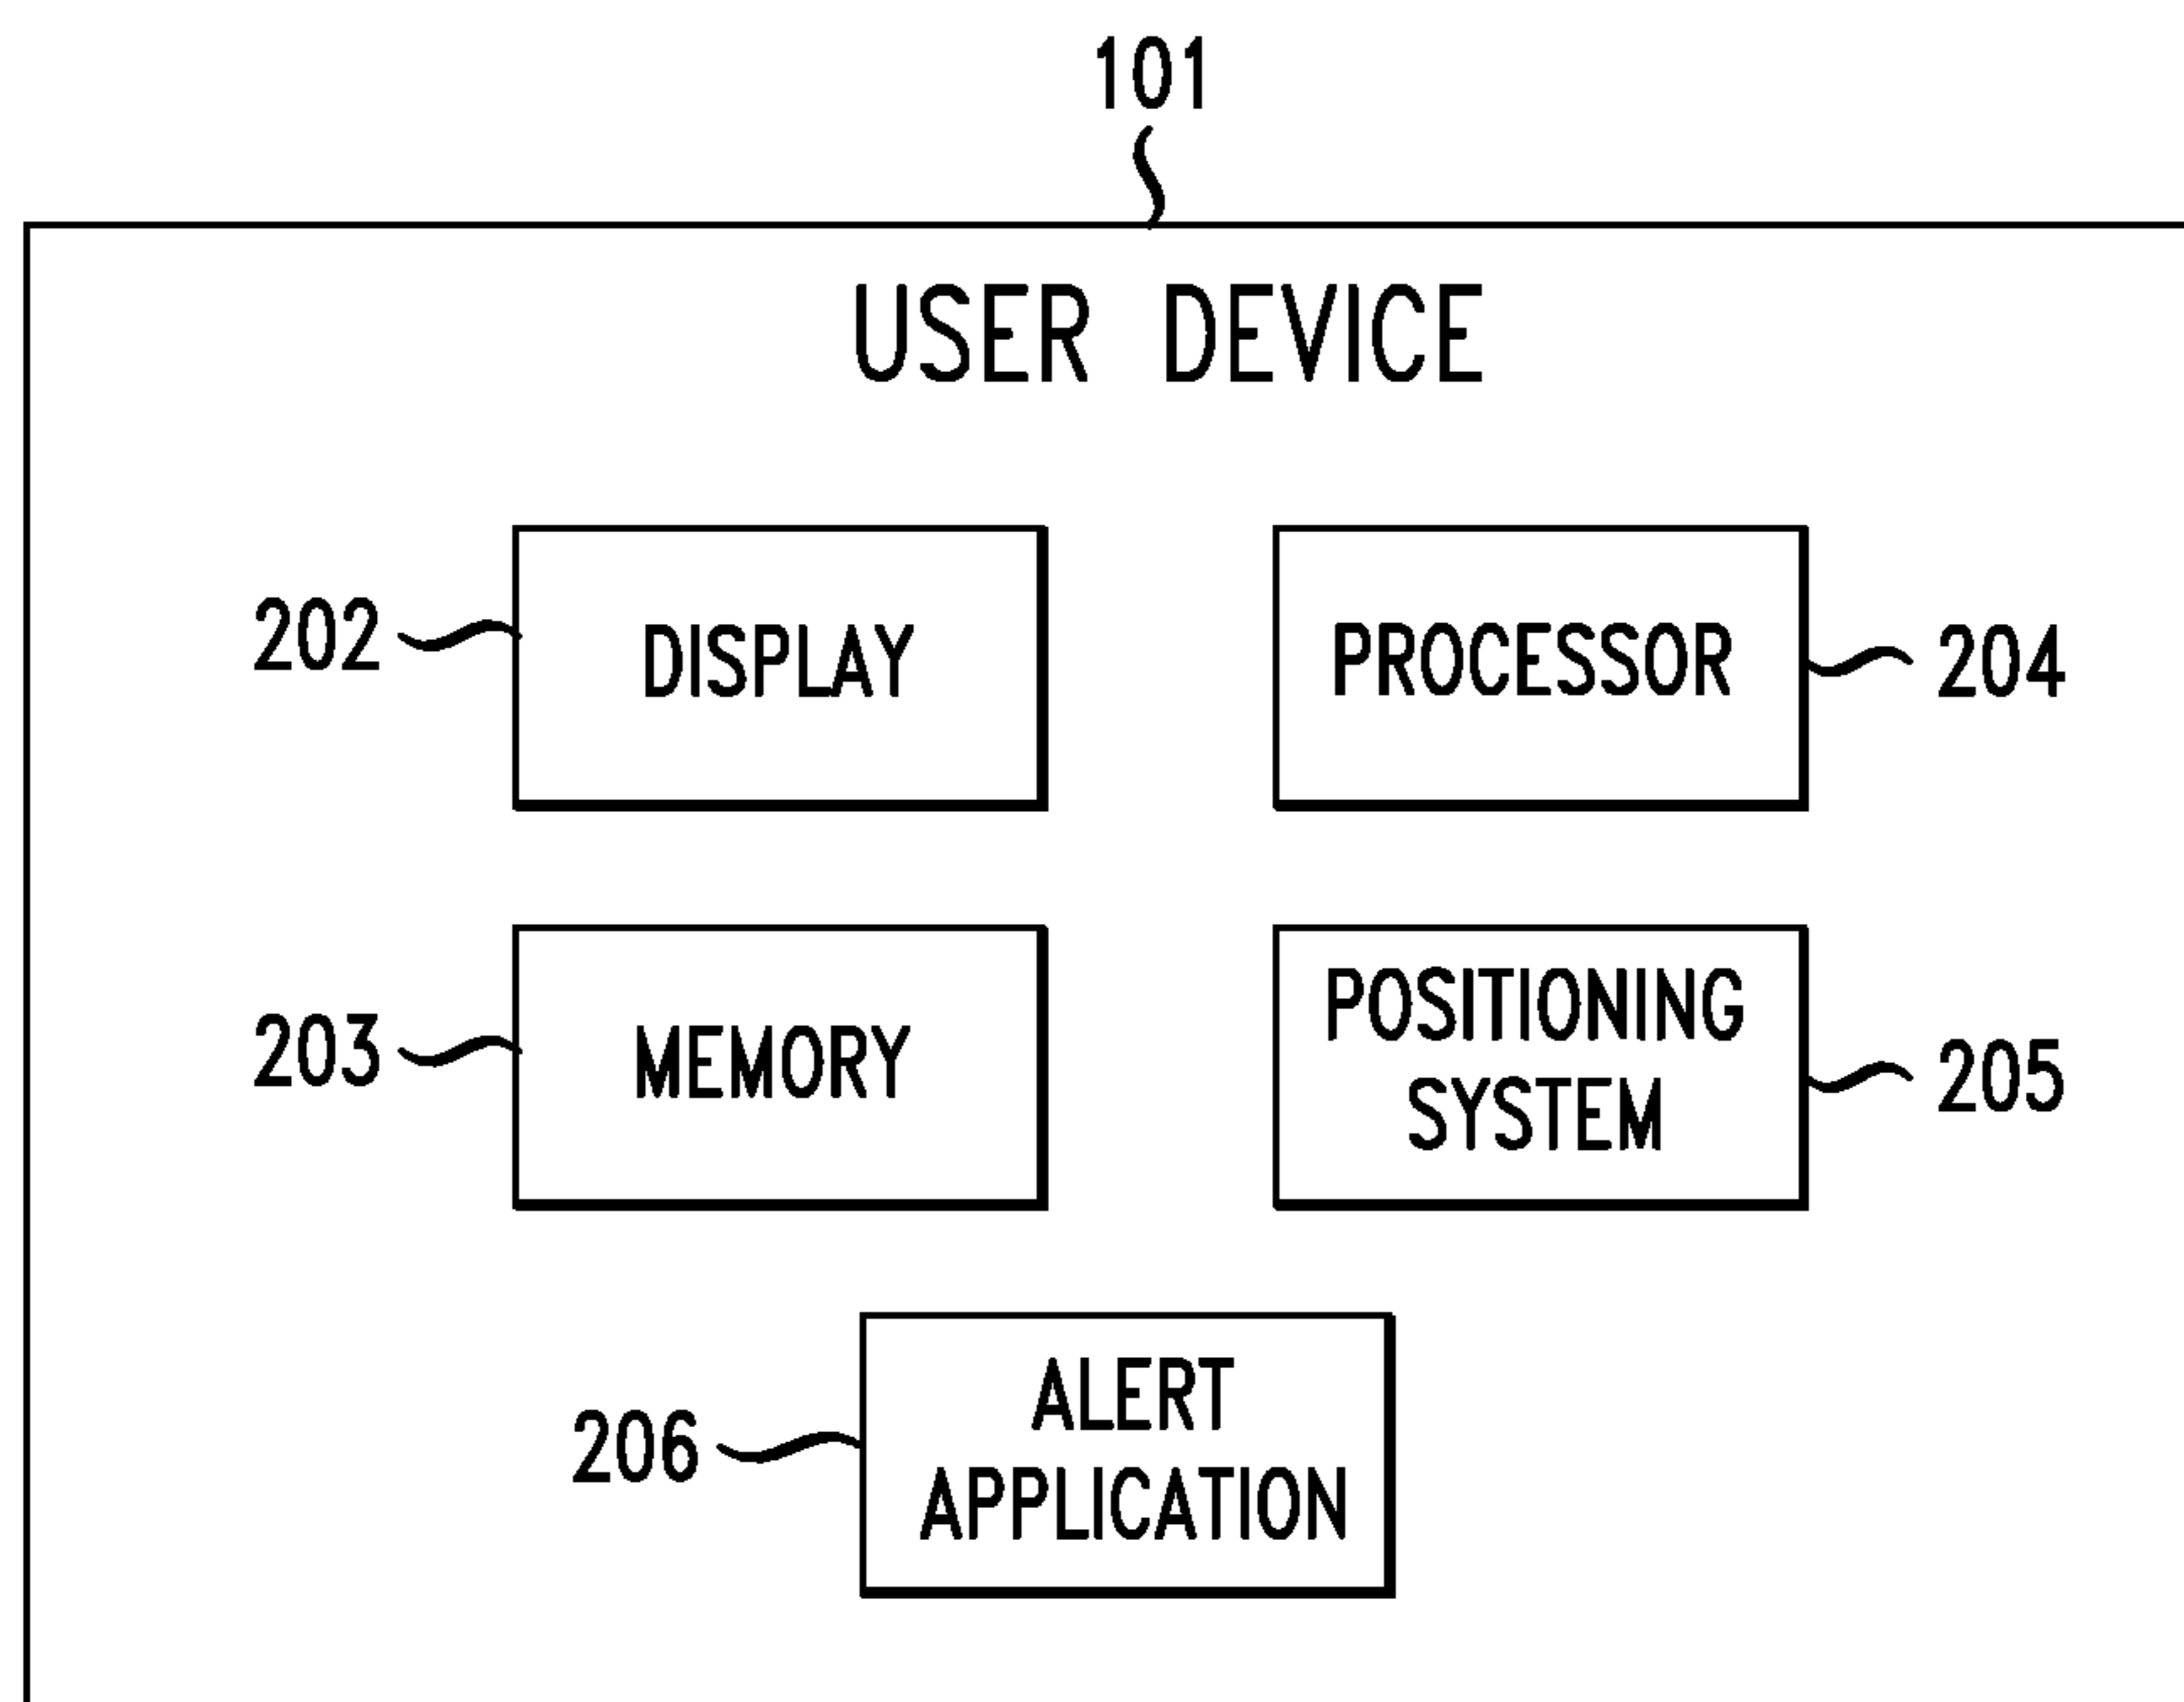 101
USER DEVICE
202
DISPLAY
PROCESSOR
204
203
MEMORY
POSITIONING
SYSTEM
205
206
ALERT
APPLICATION